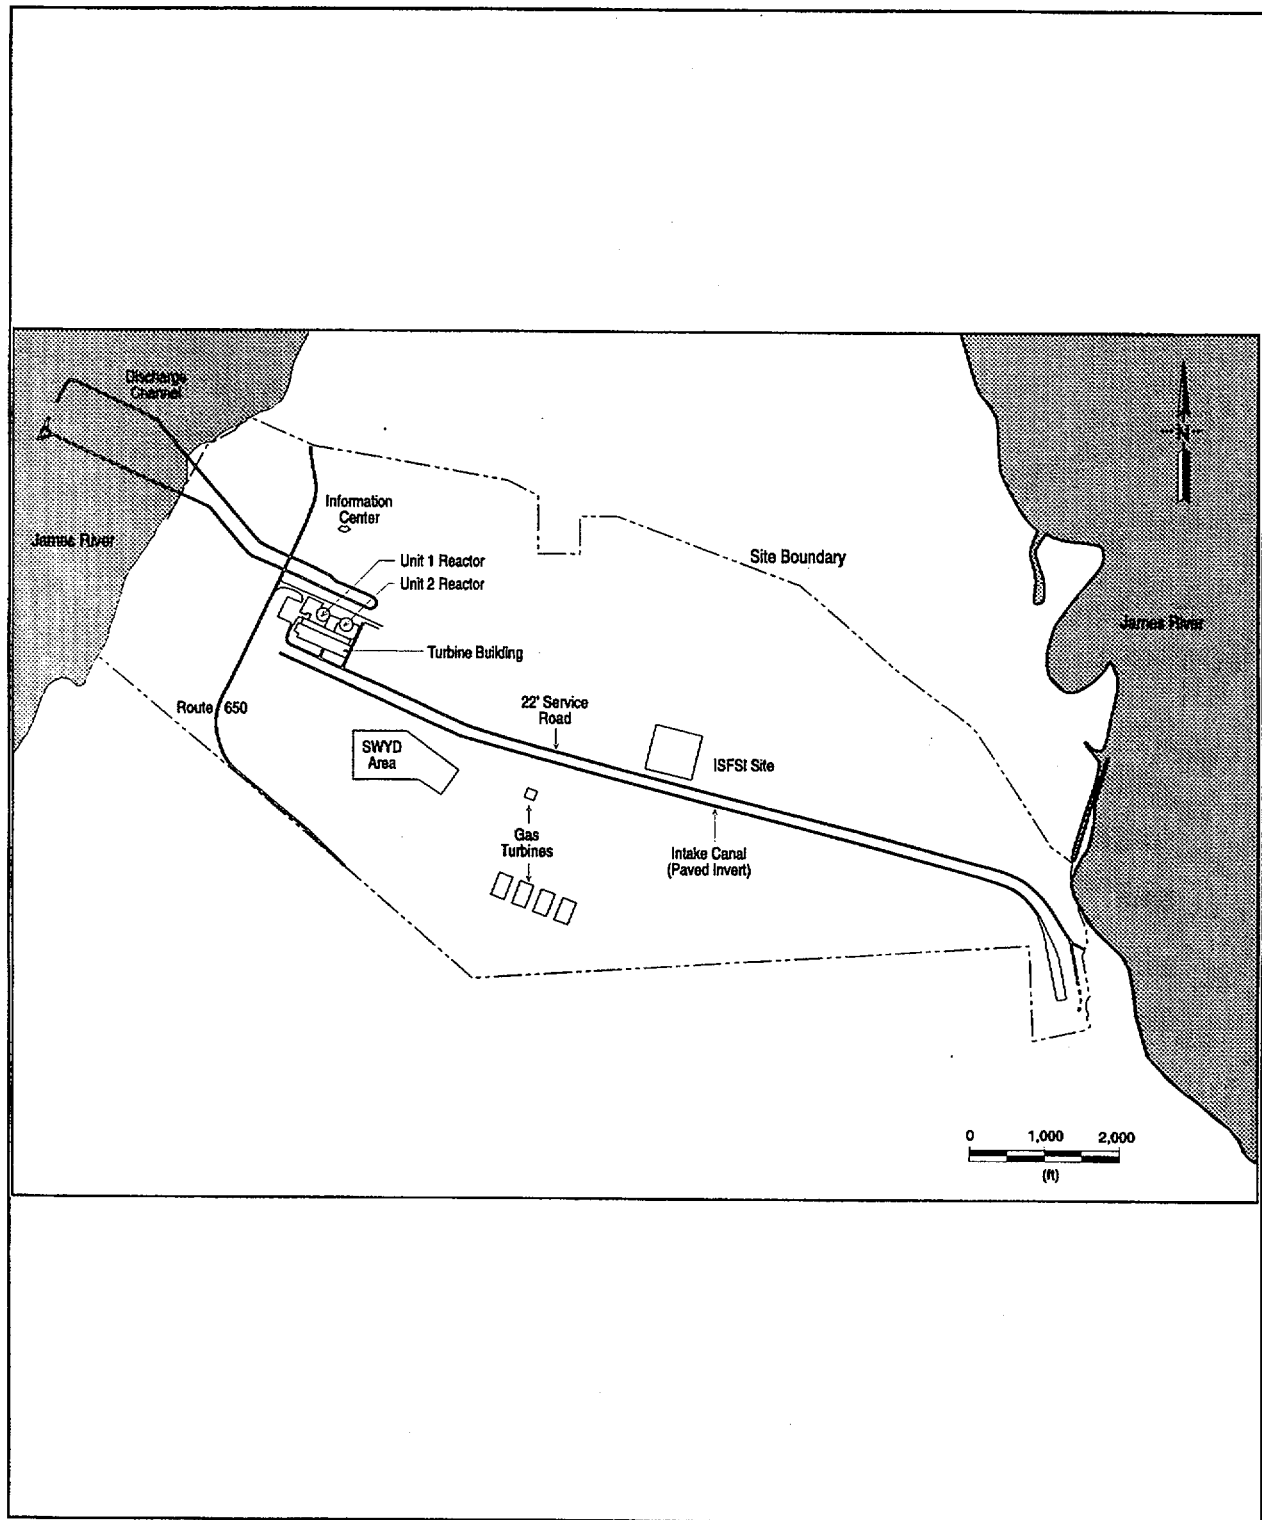 Discharge
Channel
N
Information
Center
James River
Unit 1 Reactor
Unit 2 Reactor
Site Boundary
James River
Turbine Building
Route 650
22' Service
Road
SWYD
Area
ISFSI Site
Gas
Turbines
Intake Canal
(Paved Invert)
0 1,000 2,000
(ft)